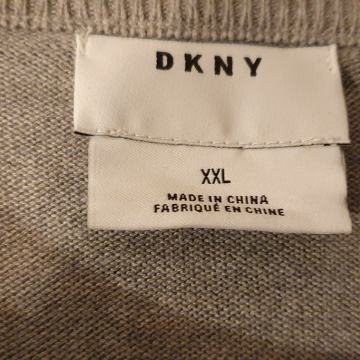 DKNY
XXL
MADE IN CHINA
FABRIQUÉ EN CHINE